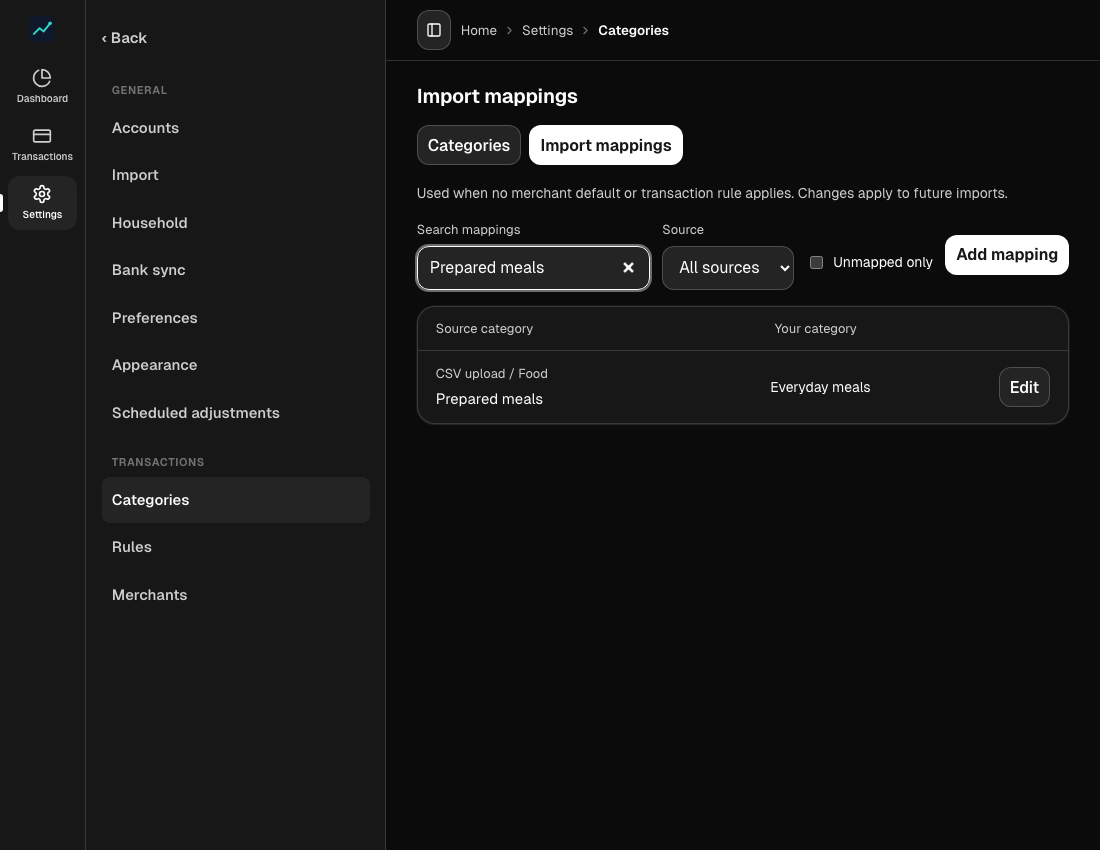 Dashboard
Transactions
Settings
‹ Back
GENERAL
Accounts
Import
Household
Bank sync
Preferences
Appearance
Scheduled adjustments
TRANSACTIONS
Categories
Rules
Merchants
Home > Settings > Categories
Import mappings
Categories Import mappings
Used when no merchant default or transaction rule applies. Changes apply to future imports.
Search mappings Source
Prepared meals All sources Unmapped only Add mapping
Source category Your category
CSV upload / Food
Prepared meals Everyday meals Edit